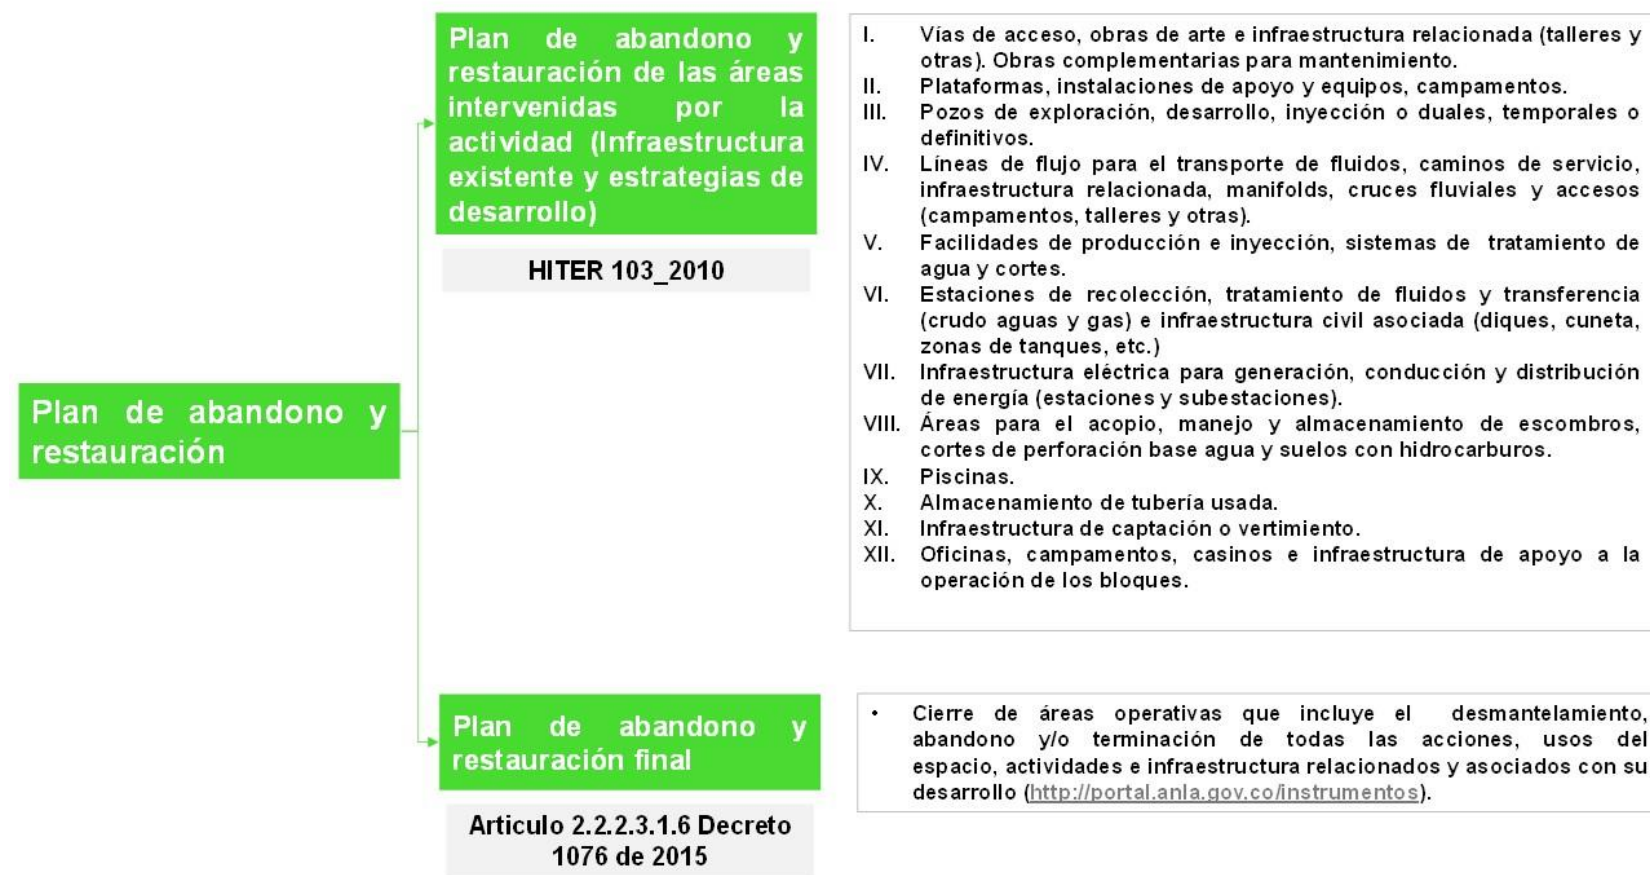 Plan de abandono y
restauración
Plan de abandono y
restauración de las áreas
intervenidas por la
actividad (Infraestructura
existente y estrategias de
desarrollo)
HITER 103_2010
I. Vías de acceso, obras de arte e infraestructura relacionada (talleres y
otras). Obras complementarias para mantenimiento.
II. Plataformas, instalaciones de apoyo y equipos, campamentos.
III. Pozos de exploración, desarrollo, inyección o duales, temporales o
definitivos.
IV. Líneas de flujo para el transporte de fluidos, caminos de servicio,
infraestructura relacionada, manifolds, cruces fluviales y accesos
(campamentos, talleres y otras).
V. Facilidades de producción e inyección, sistemas de tratamiento de
agua y cortes.
VI. Estaciones de recolección, tratamiento de fluidos y transferencia
(crudo aguas y gas) e infraestructura civil asociada (diques, cuneta,
zonas de tanques, etc.)
VII. Infraestructura eléctrica para generación, conducción y distribución
de energía (estaciones y subestaciones).
VIII. Áreas para el acopio, manejo y almacenamiento de escombros,
cortes de perforación base agua y suelos con hidrocarburos.
IX. Piscinas.
X. Almacenamiento de tubería usada.
XI. Infraestructura de captación o vertimiento.
XII. Oficinas, campamentos, casinos e infraestructura de apoyo a la
operación de los bloques.
Plan de abandono y
restauración final
Articulo 2.2.2.3.1.6 Decreto
1076 de 2015
• Cierre de áreas operativas que incluye el desmantelamiento,
abandono y/o terminación de todas las acciones, usos del
espacio, actividades e infraestructura relacionados y asociados con su
desarrollo (http://portal.anla.gov.co/instrumentos).